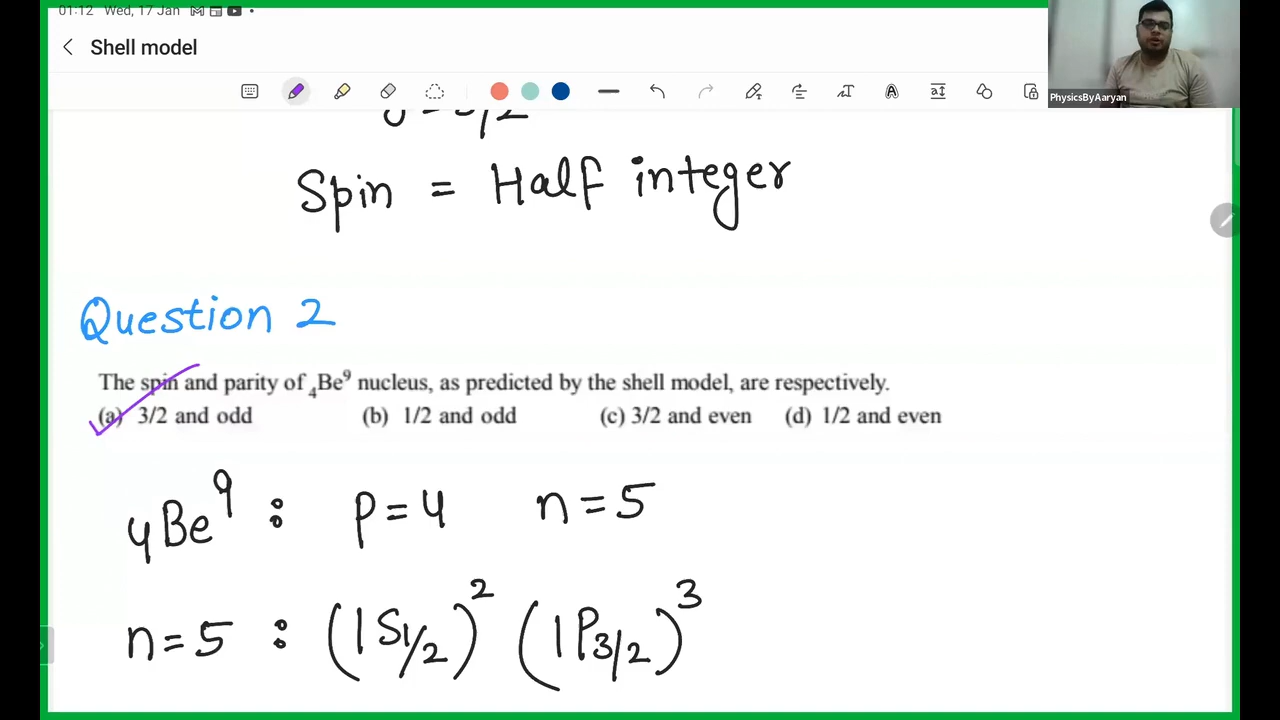 01:12 Wed, 17 Jan
Shell model
PhysicsByAaryan
J = 3/2
Spin = Half integer
Question 2
The spin and parity of ₄Be⁹ nucleus, as predicted by the shell model, are respectively.
(a) 3/2 and odd (b) 1/2 and odd (c) 3/2 and even (d) 1/2 and even
₄Be⁹ : p = 4 n = 5
n = 5 : (1S1/2)² (1P3/2)³